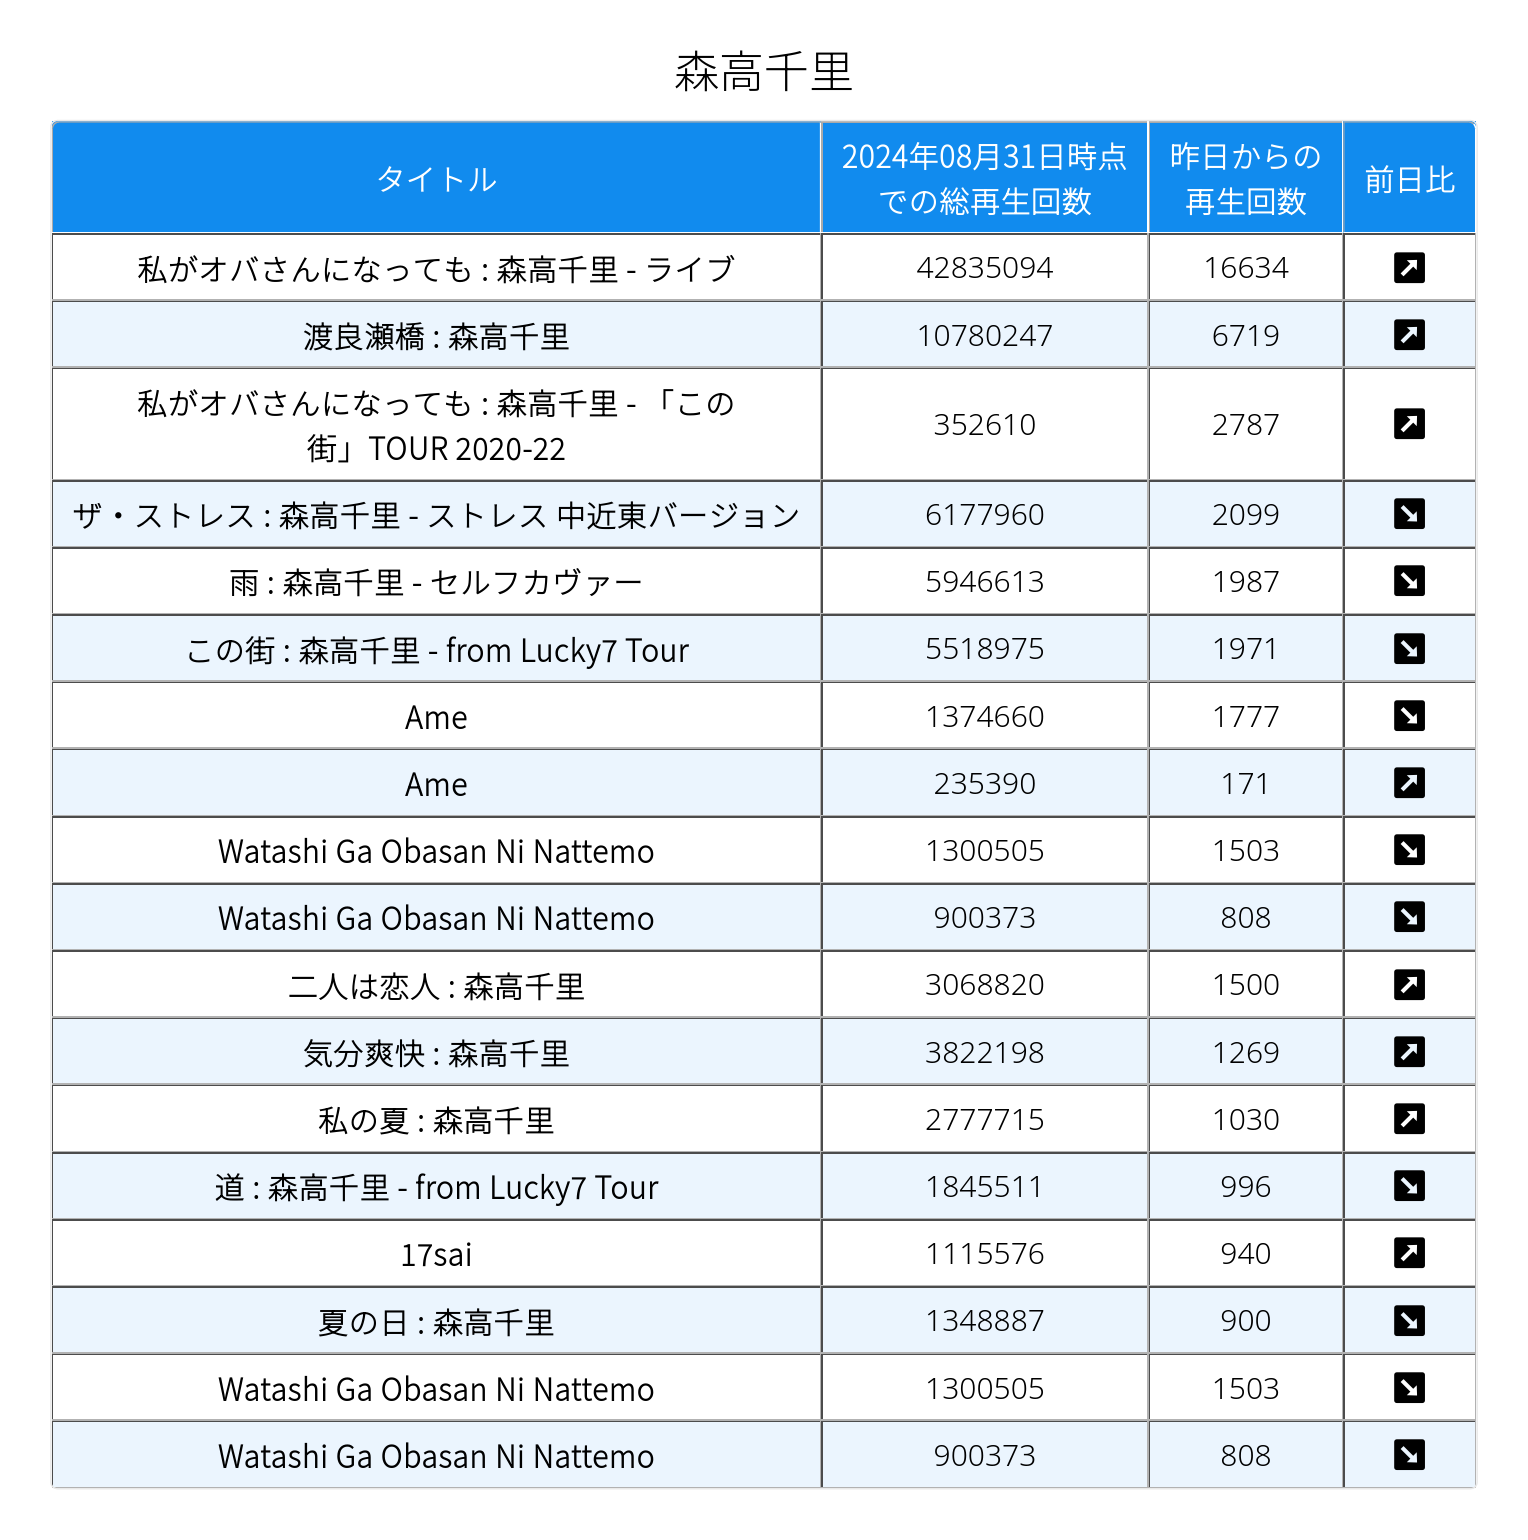 森高千里
タイトル
2024年08月31日時点
での総再生回数
昨日からの
再生回数
前日比
私がオバさんになっても : 森高千里 - ライブ 42835094 16634
渡良瀬橋 : 森高千里 10780247 6719
私がオバさんになっても : 森高千里 - 「この
街」TOUR 2020-22 352610 2787
ザ・ストレス : 森高千里 - ストレス 中近東バージョン 6177960 2099
雨 : 森高千里 - セルフカヴァー 5946613 1987
この街 : 森高千里 - from Lucky7 Tour 5518975 1971
Ame 1374660 1777
Ame 235390 171
Watashi Ga Obasan Ni Nattemo 1300505 1503
Watashi Ga Obasan Ni Nattemo 900373 808
二人は恋人 : 森高千里 3068820 1500
気分爽快 : 森高千里 3822198 1269
私の夏 : 森高千里 2777715 1030
道 : 森高千里 - from Lucky7 Tour 1845511 996
17sai 1115576 940
夏の日 : 森高千里 1348887 900
Watashi Ga Obasan Ni Nattemo 1300505 1503
Watashi Ga Obasan Ni Nattemo 900373 808